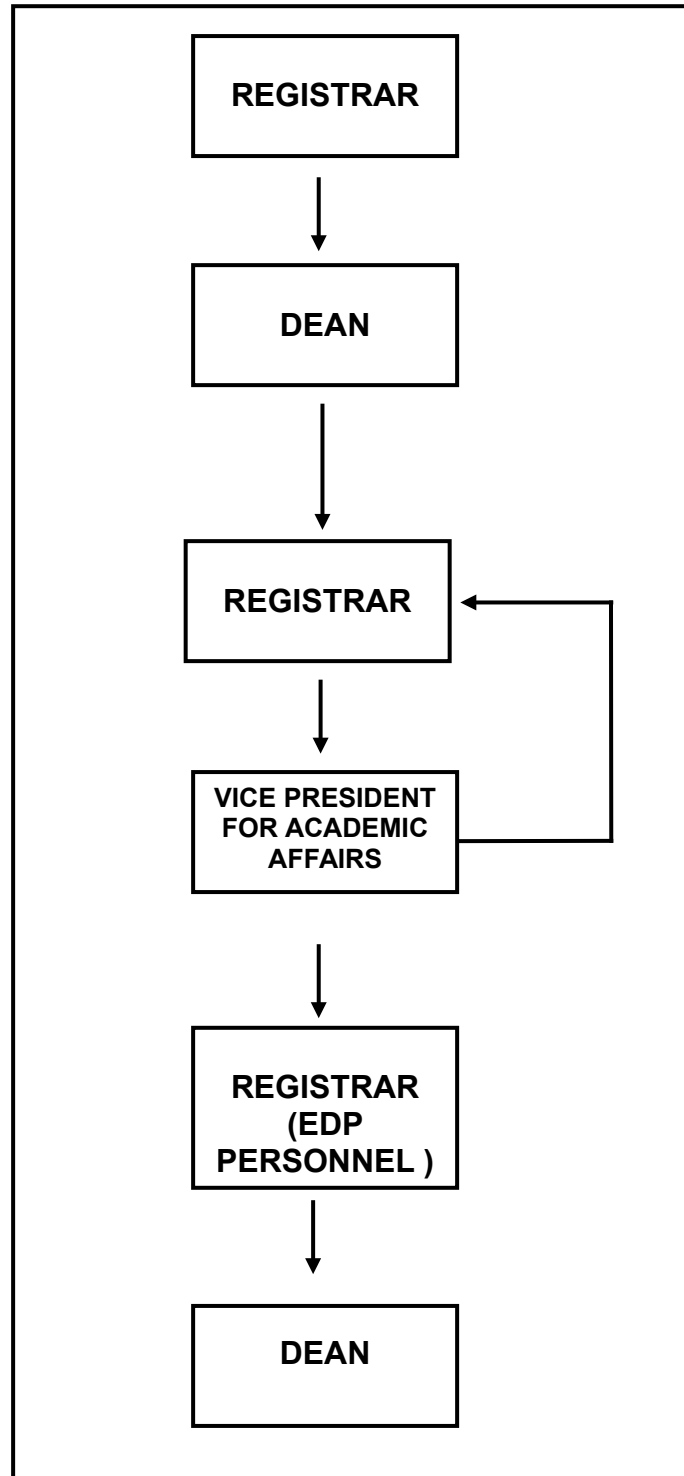 REGISTRAR
DEAN
REGISTRAR
VICE PRESIDENT
FOR ACADEMIC
AFFAIRS
REGISTRAR
(EDP
PERSONNEL )
DEAN